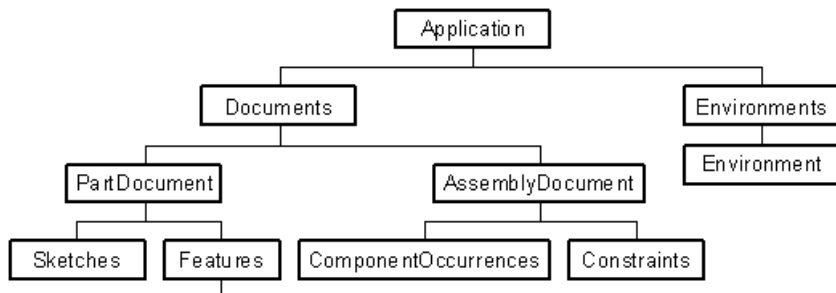 Application
Documents
Environments
Environment
PartDocument
AssemblyDocument
Sketches
Features
ComponentOccurrences
Constraints